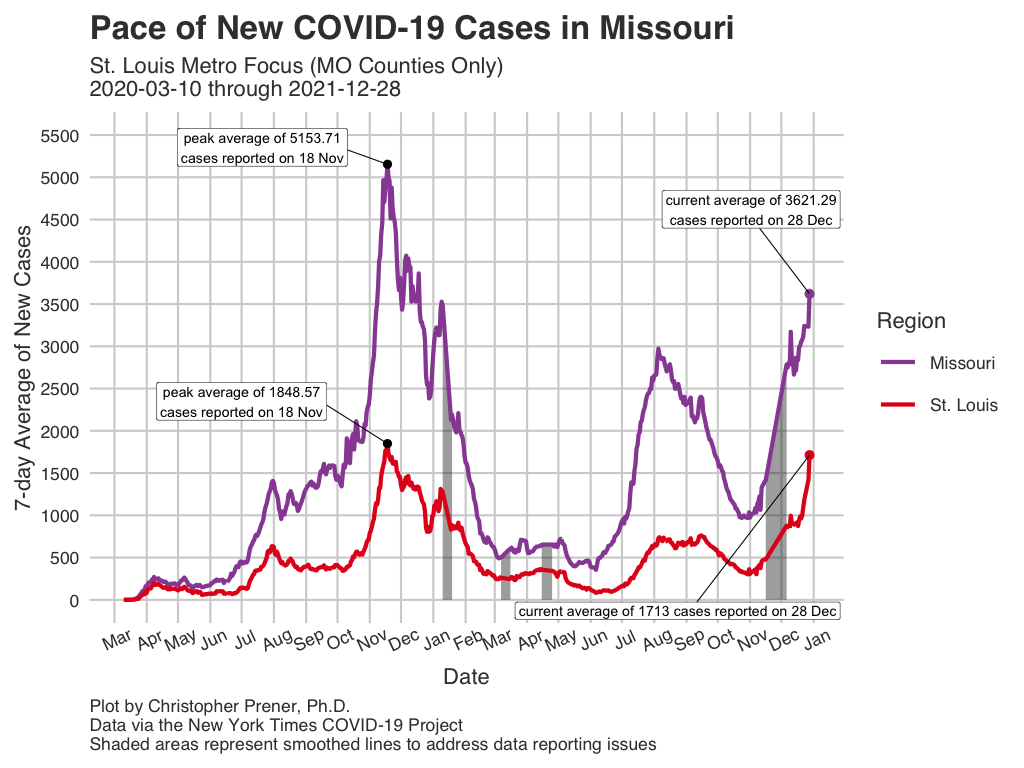 Pace of New COVID-19 Cases in Missouri
St. Louis Metro Focus (MO Counties Only)
2020-03-10 through 2021-12-28
peak average of 5153.71
cases reported on 18 Nov
current average of 3621.29
cases reported on 28 Dec
peak average of 1848.57
cases reported on 18 Nov
current average of 1713 cases reported on 28 Dec
7-day Average of New Cases
5500
5000
4500
4000
3500
3000
2500
2000
1500
1000
500
0
Mar Apr May Jun Jul Aug Sep Oct Nov Dec Jan Feb Mar Apr May Jun Jul Aug Sep Oct Nov Dec Jan
Date
Region
Missouri
St. Louis
Plot by Christopher Prener, Ph.D.
Data via the New York Times COVID-19 Project
Shaded areas represent smoothed lines to address data reporting issues